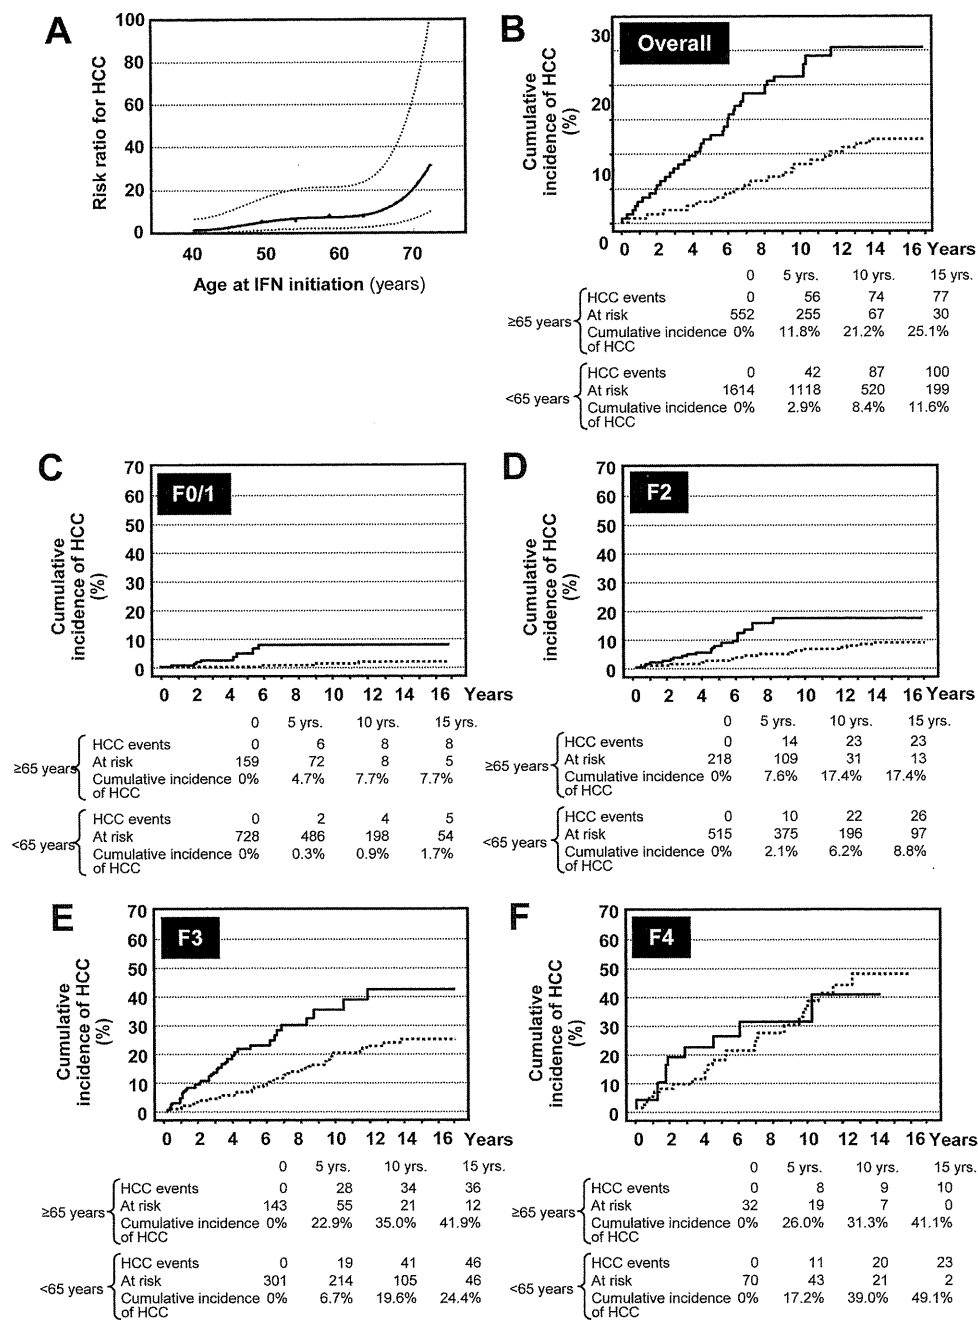 A
Risk ratio for HCC
100
80
60
40
20
0
40 50 60 70
Age at IFN initiation (years)
B
Overall
Cumulative
incidence of HCC
(%)
30
20
10
0
0 2 4 6 8 10 12 14 16 Years
0 5 yrs. 10 yrs. 15 yrs.
≥65 years
HCC events 0 56 74 77
At risk 552 255 67 30
Cumulative incidence 0% 11.8% 21.2% 25.1%
of HCC
<65 years
HCC events 0 42 87 100
At risk 1614 1118 520 199
Cumulative incidence 0% 2.9% 8.4% 11.6%
of HCC
C
F0/1
Cumulative
incidence of HCC
(%)
70
60
50
40
30
20
10
0
0 2 4 6 8 10 12 14 16 Years
0 5 yrs. 10 yrs. 15 yrs.
≥65 years
HCC events 0 6 8 8
At risk 159 72 8 5
Cumulative incidence 0% 4.7% 7.7% 7.7%
of HCC
<65 years
HCC events 0 2 4 5
At risk 728 486 198 54
Cumulative incidence 0% 0.3% 0.9% 1.7%
of HCC
D
F2
Cumulative
incidence of HCC
(%)
70
60
50
40
30
20
10
0
0 2 4 6 8 10 12 14 16 Years
0 5 yrs. 10 yrs. 15 yrs.
≥65 years
HCC events 0 14 23 23
At risk 218 109 31 13
Cumulative incidence 0% 7.6% 17.4% 17.4%
of HCC
<65 years
HCC events 0 10 22 26
At risk 515 375 196 97
Cumulative incidence 0% 2.1% 6.2% 8.8%
of HCC
E
F3
Cumulative
incidence of HCC
(%)
70
60
50
40
30
20
10
0
0 2 4 6 8 10 12 14 16 Years
0 5 yrs. 10 yrs. 15 yrs.
≥65 years
HCC events 0 28 34 36
At risk 143 55 21 12
Cumulative incidence 0% 22.9% 35.0% 41.9%
of HCC
<65 years
HCC events 0 19 41 46
At risk 301 214 105 46
Cumulative incidence 0% 6.7% 19.6% 24.4%
of HCC
F
F4
Cumulative
incidence of HCC
(%)
70
60
50
40
30
20
10
0
0 2 4 6 8 10 12 14 16 Years
0 5 yrs. 10 yrs. 15 yrs.
≥65 years
HCC events 0 8 9 10
At risk 32 19 7 0
Cumulative incidence 0% 26.0% 31.3% 41.1%
of HCC
<65 years
HCC events 0 11 20 23
At risk 70 43 21 2
Cumulative incidence 0% 17.2% 39.0% 49.1%
of HCC